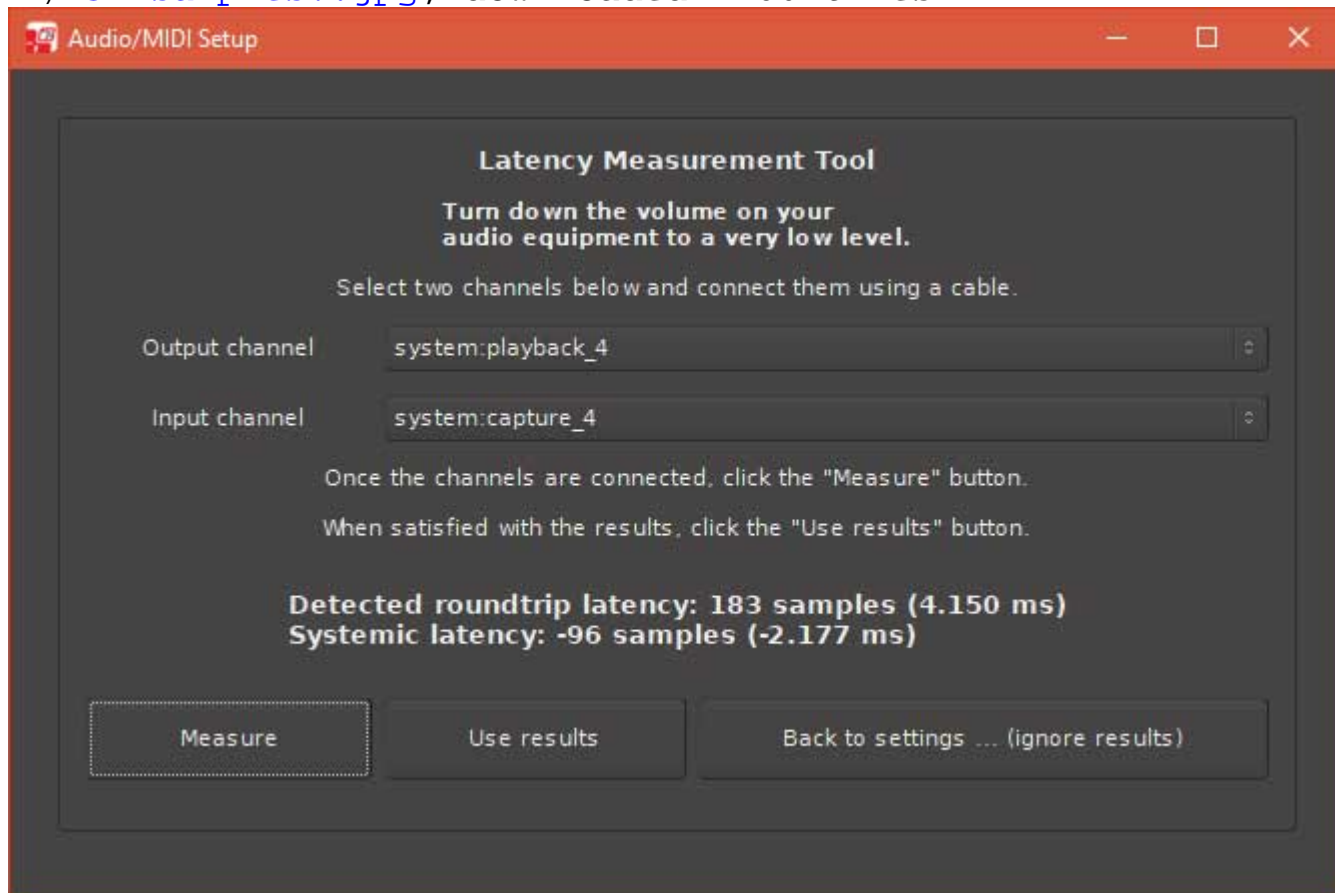 Audio/MIDI Setup
Latency Measurement Tool
Turn down the volume on your
audio equipment to a very low level.
Select two channels below and connect them using a cable.
Output channel system:playback_4
Input channel system:capture_4
Once the channels are connected, click the "Measure" button.
When satisfied with the results, click the "Use results" button.
Detected roundtrip latency: 183 samples (4.150 ms)
Systemic latency: -96 samples (-2.177 ms)
Measure Use results Back to settings ... (ignore results)